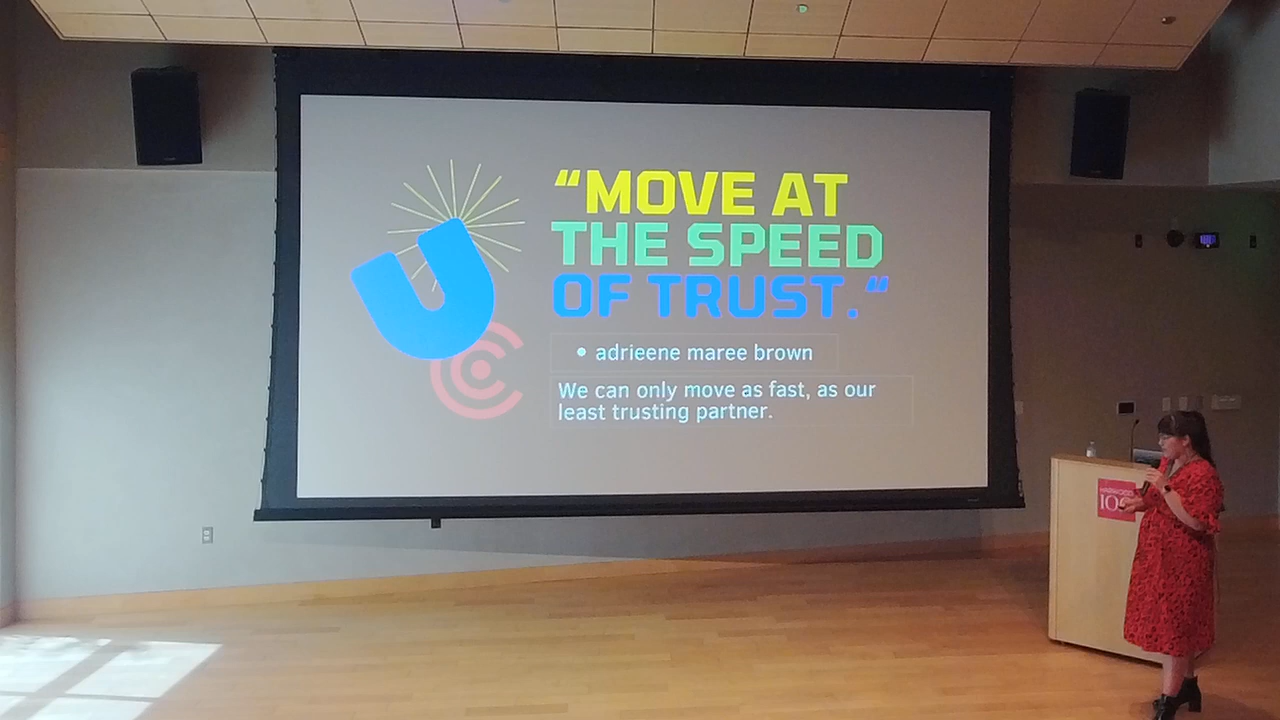 “MOVE AT
THE SPEED
OF TRUST.“
• adrieene maree brown
We can only move as fast, as our
least trusting partner.